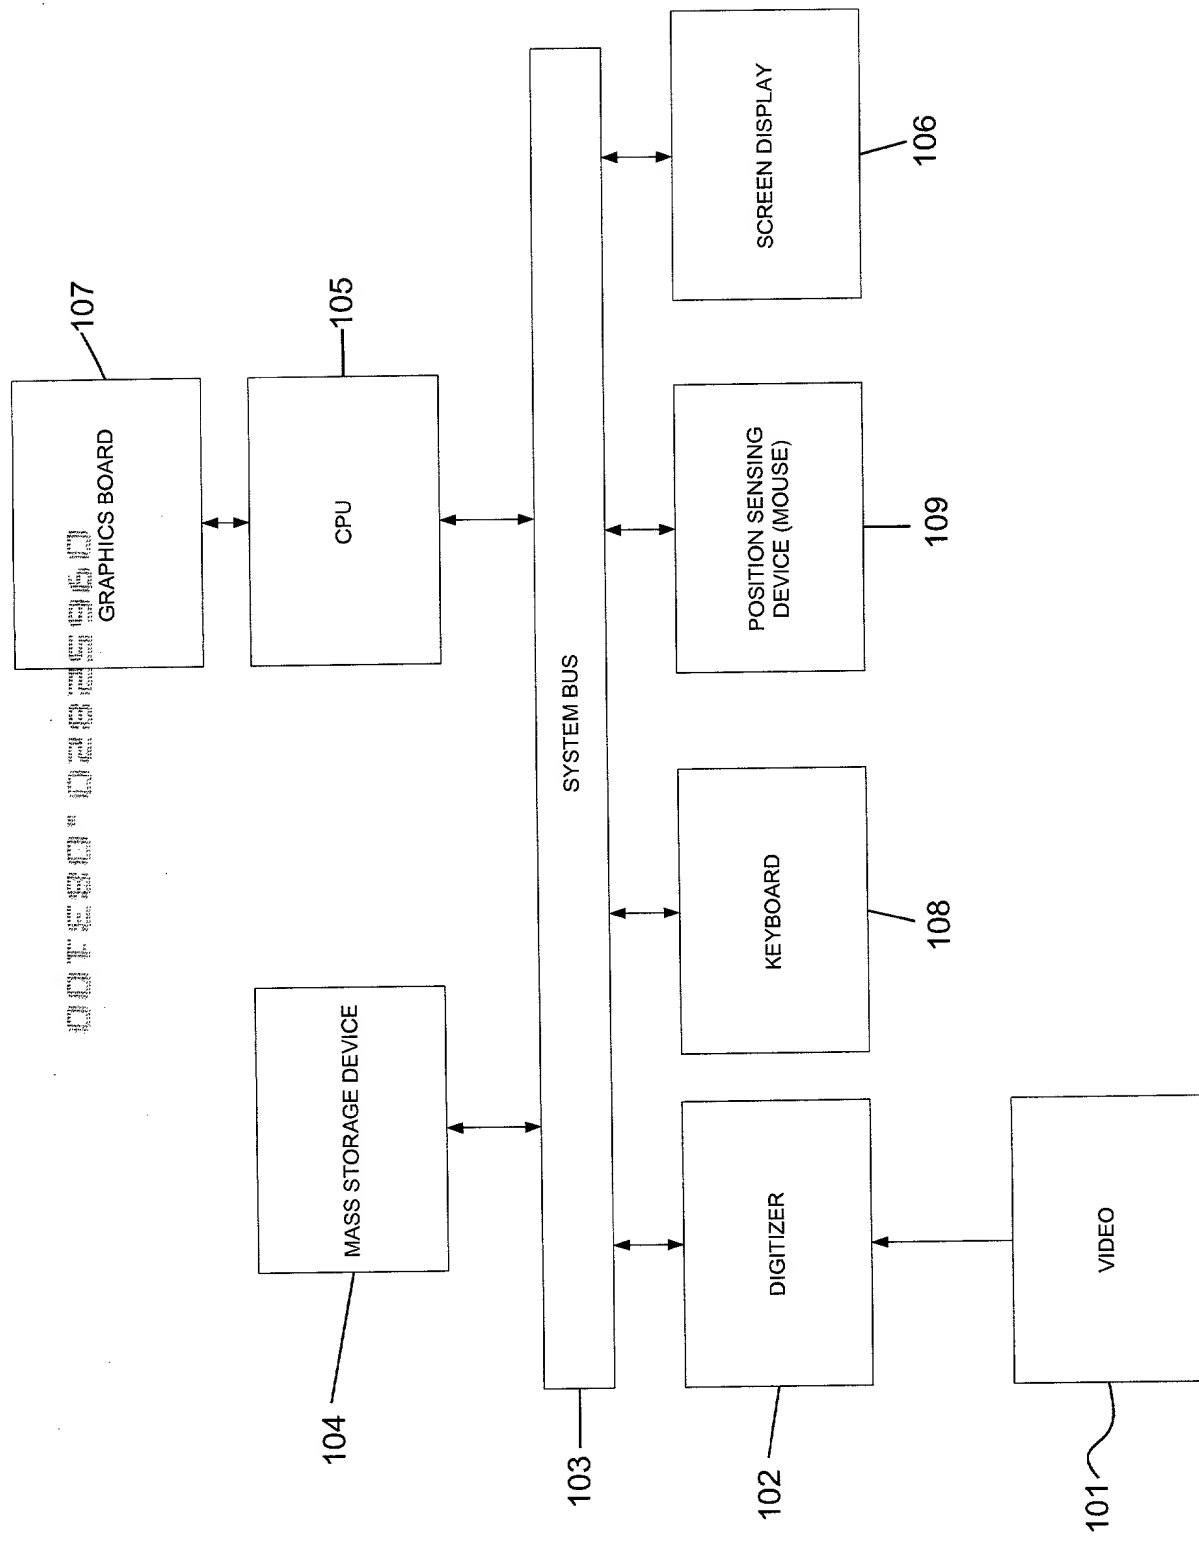 107
GRAPHICS BOARD
104
MASS STORAGE DEVICE
105
CPU
103
SYSTEM BUS
102
DIGITIZER
KEYBOARD
108
POSITION SENSING
DEVICE (MOUSE)
109
SCREEN DISPLAY
106
101
VIDEO